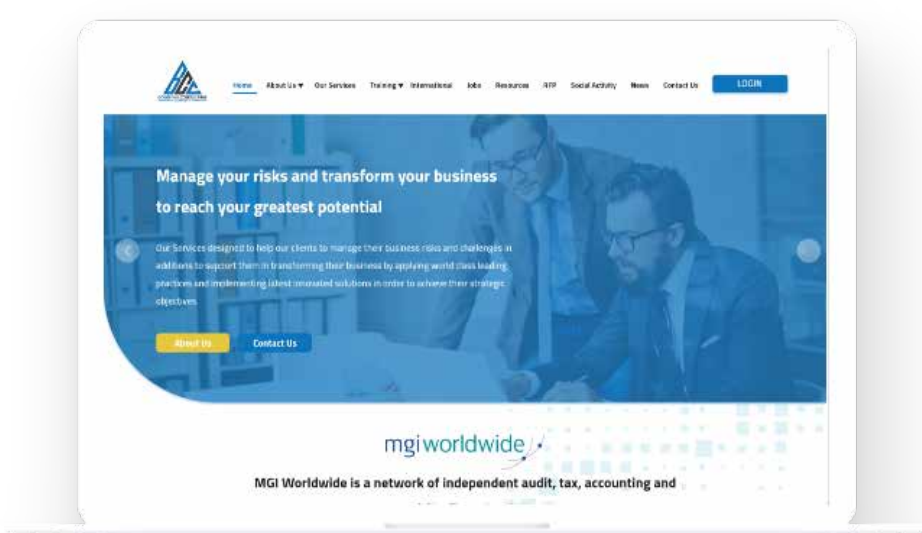 BCC
Home About Us ▼ Our Services Training ▼ International Jobs Resources RFP Social Activity News Contact Us LOGIN
Manage your risks and transform your business
to reach your greatest potential
Our Services designed to help our clients to manage their business risks and challenges in
additions to support them in transforming their business by applying world class leading
practices and implementing latest innovated solutions in order to achieve their strategic
objectives.
About Us Contact Us
mgiworldwide
MGI Worldwide is a network of independent audit, tax, accounting and